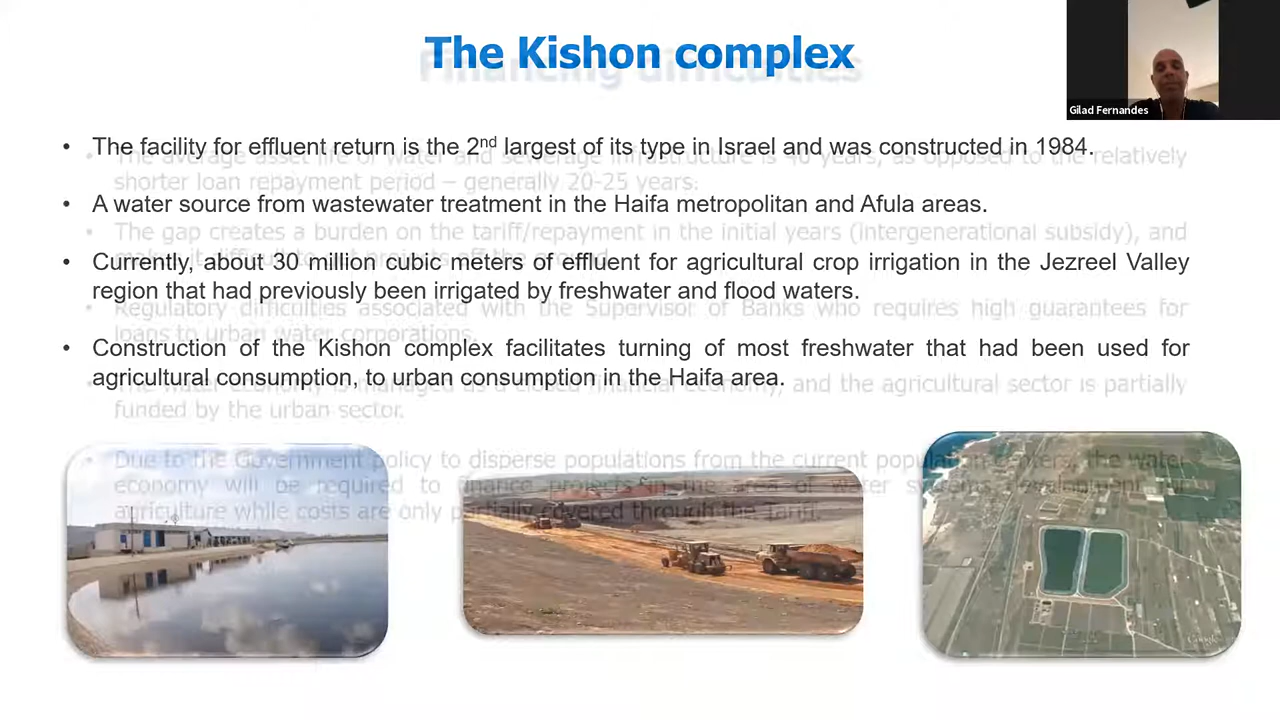 The Kishon complex
Financing difficulties
Gilad Fernandes
• The facility for effluent return is the 2nd largest of its type in Israel and was constructed in 1984.
• The average asset life of water and sewerage infrastructure is 40 years, as opposed to the relatively
shorter loan repayment period – generally 20-25 years.
• A water source from wastewater treatment in the Haifa metropolitan and Afula areas.
• The gap creates a burden on the tariff/repayment in the initial years (intergenerational subsidy), and
• Currently, about 30 million cubic meters of effluent for agricultural crop irrigation in the Jezreel Valley
region that had previously been irrigated by freshwater and flood waters.
• Regulatory difficulties associated with the Supervisor of Banks who requires high guarantees for
loans to urban water corporations.
• Construction of the Kishon complex facilitates turning of most freshwater that had been used for
agricultural consumption, to urban consumption in the Haifa area.
• The water economy is managed as a closed financial economy, and the agricultural sector is partially
funded by the urban sector.
• Due to the Government policy to disperse populations from the current population centers, the water
economy will be required to finance projects in the area of water systems development for
agriculture while costs are only partially covered through the tariff.
Google